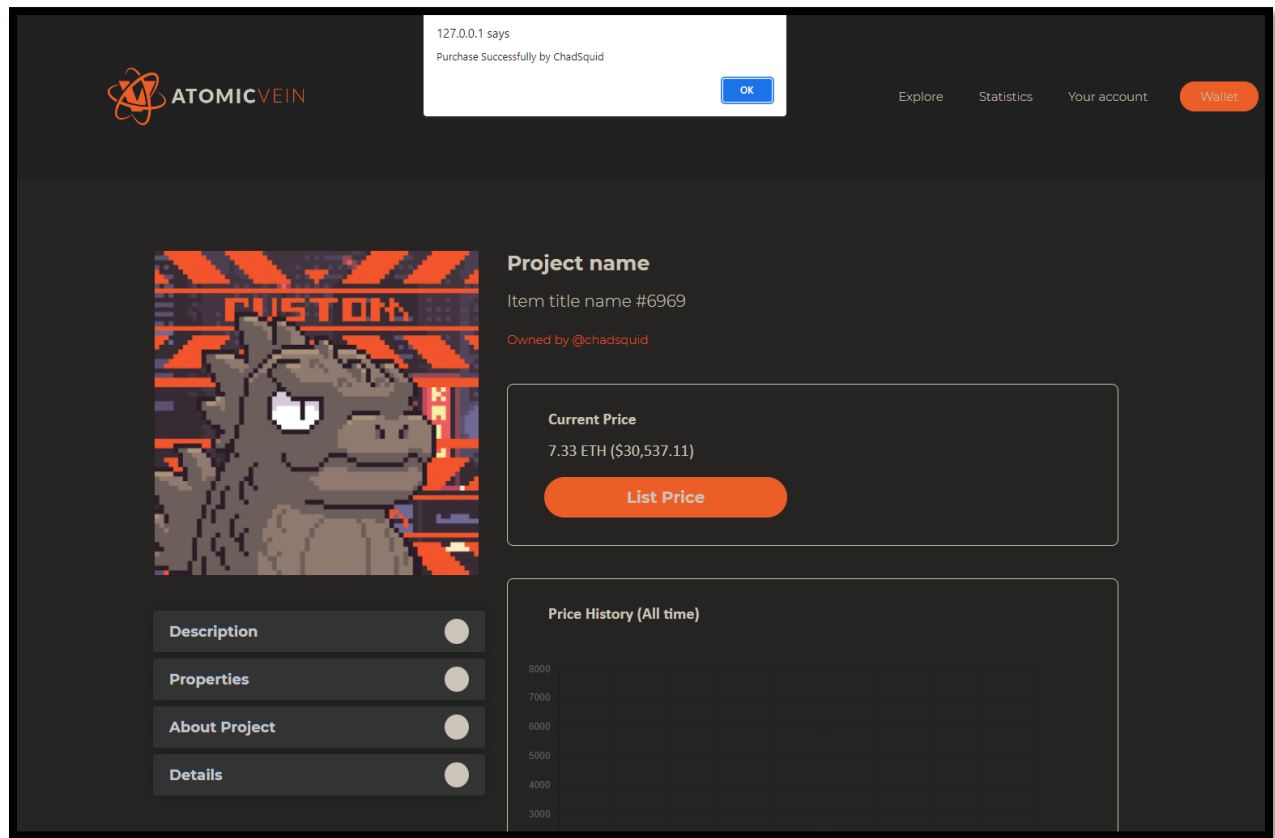 127.0.0.1 says
Purchase Successfully by ChadSquid
OK
ATOMICVEIN
Explore
Statistics
Your account
Wallet
CUSTOM
Project name
Item title name #6969
Owned by @chadsquid
Current Price
7.33 ETH ($30,537.11)
List Price
Description
Properties
About Project
Details
Price History (All time)
8000
7000
6000
5000
4000
3000